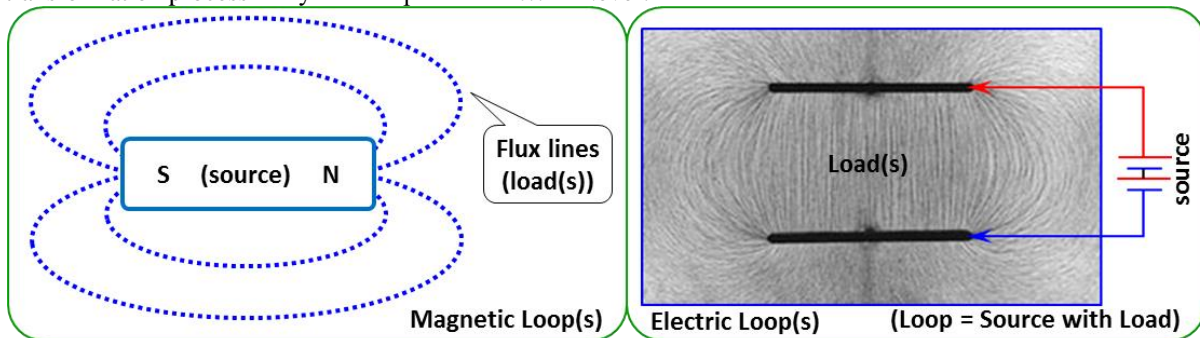 S (source) N
Flux lines
(load(s))
Magnetic Loop(s)
Load(s)
source
Electric Loop(s) (Loop = Source with Load)